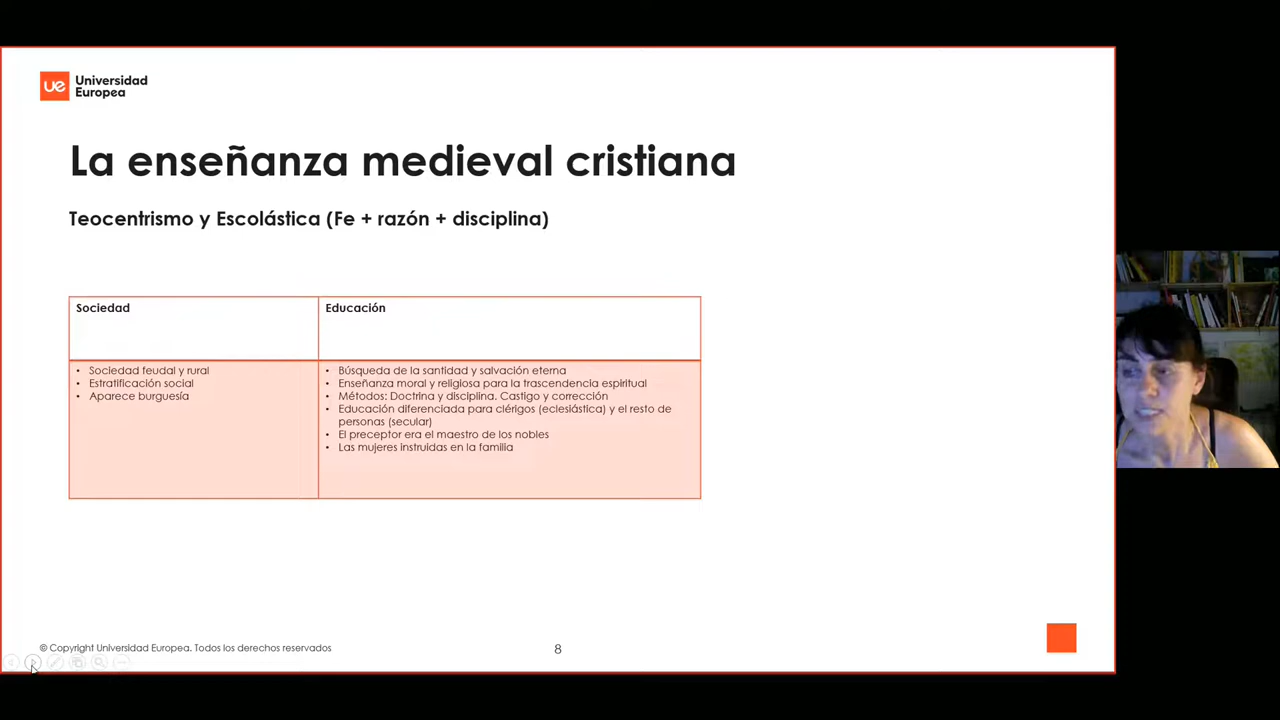 ue Universidad
Europea
La enseñanza medieval cristiana
Teocentrismo y Escolástica (Fe + razón + disciplina)
Sociedad
Educación
• Sociedad feudal y rural
• Estratificación social
• Aparece burguesía
• Búsqueda de la santidad y salvación eterna
• Enseñanza moral y religiosa para la trascendencia espiritual
• Métodos: Doctrina y disciplina. Castigo y corrección
• Educación diferenciada para clérigos (eclesiástica) y el resto de
personas (secular)
• El preceptor era el maestro de los nobles
• Las mujeres instruidas en la familia
© Copyright Universidad Europea. Todos los derechos reservados
8